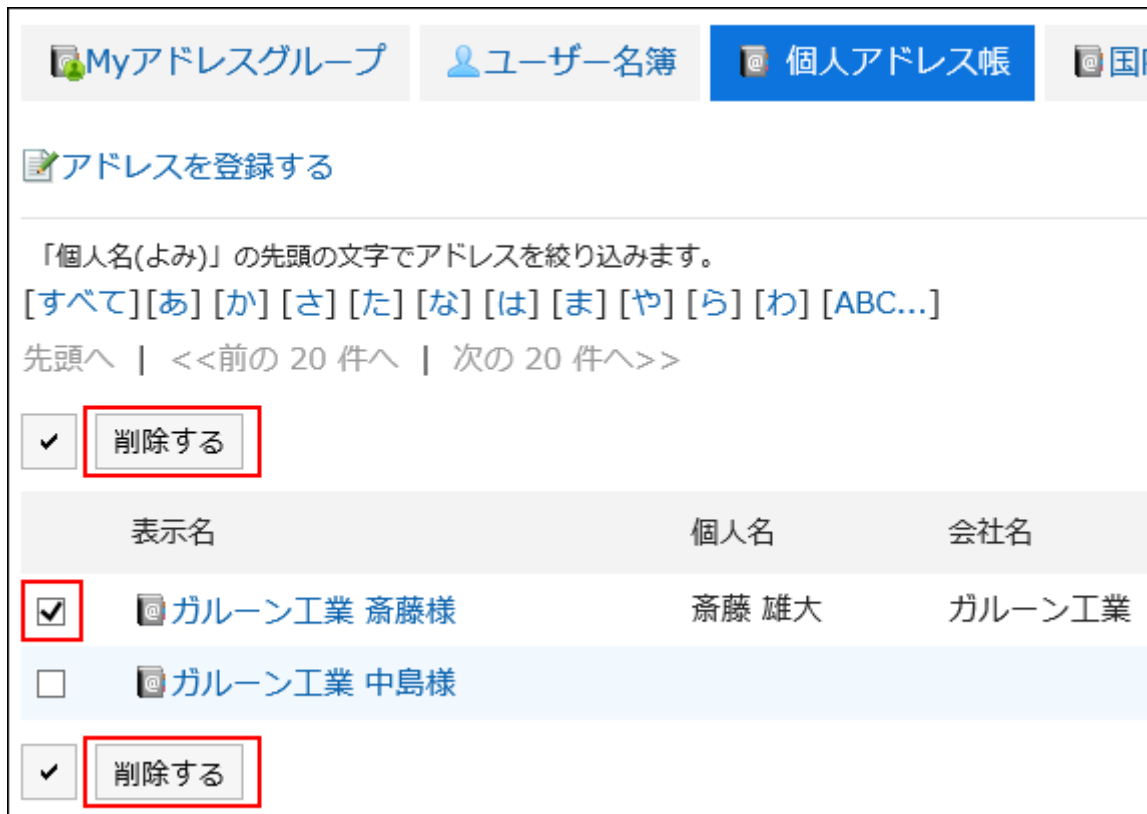 Myアドレスグループ ユーザー名簿 個人アドレス帳 国
アドレスを登録する
「個人名(よみ)」の先頭の文字でアドレスを絞り込みます。
[すべて][あ] [か] [さ] [た] [な] [は] [ま] [や] [ら] [わ] [ABC...]
先頭へ | <<前の 20 件へ | 次の 20 件へ>>
削除する
表示名 個人名 会社名
ガルーン工業 斎藤様 斎藤 雄大 ガルーン工業
ガルーン工業 中島様
削除する